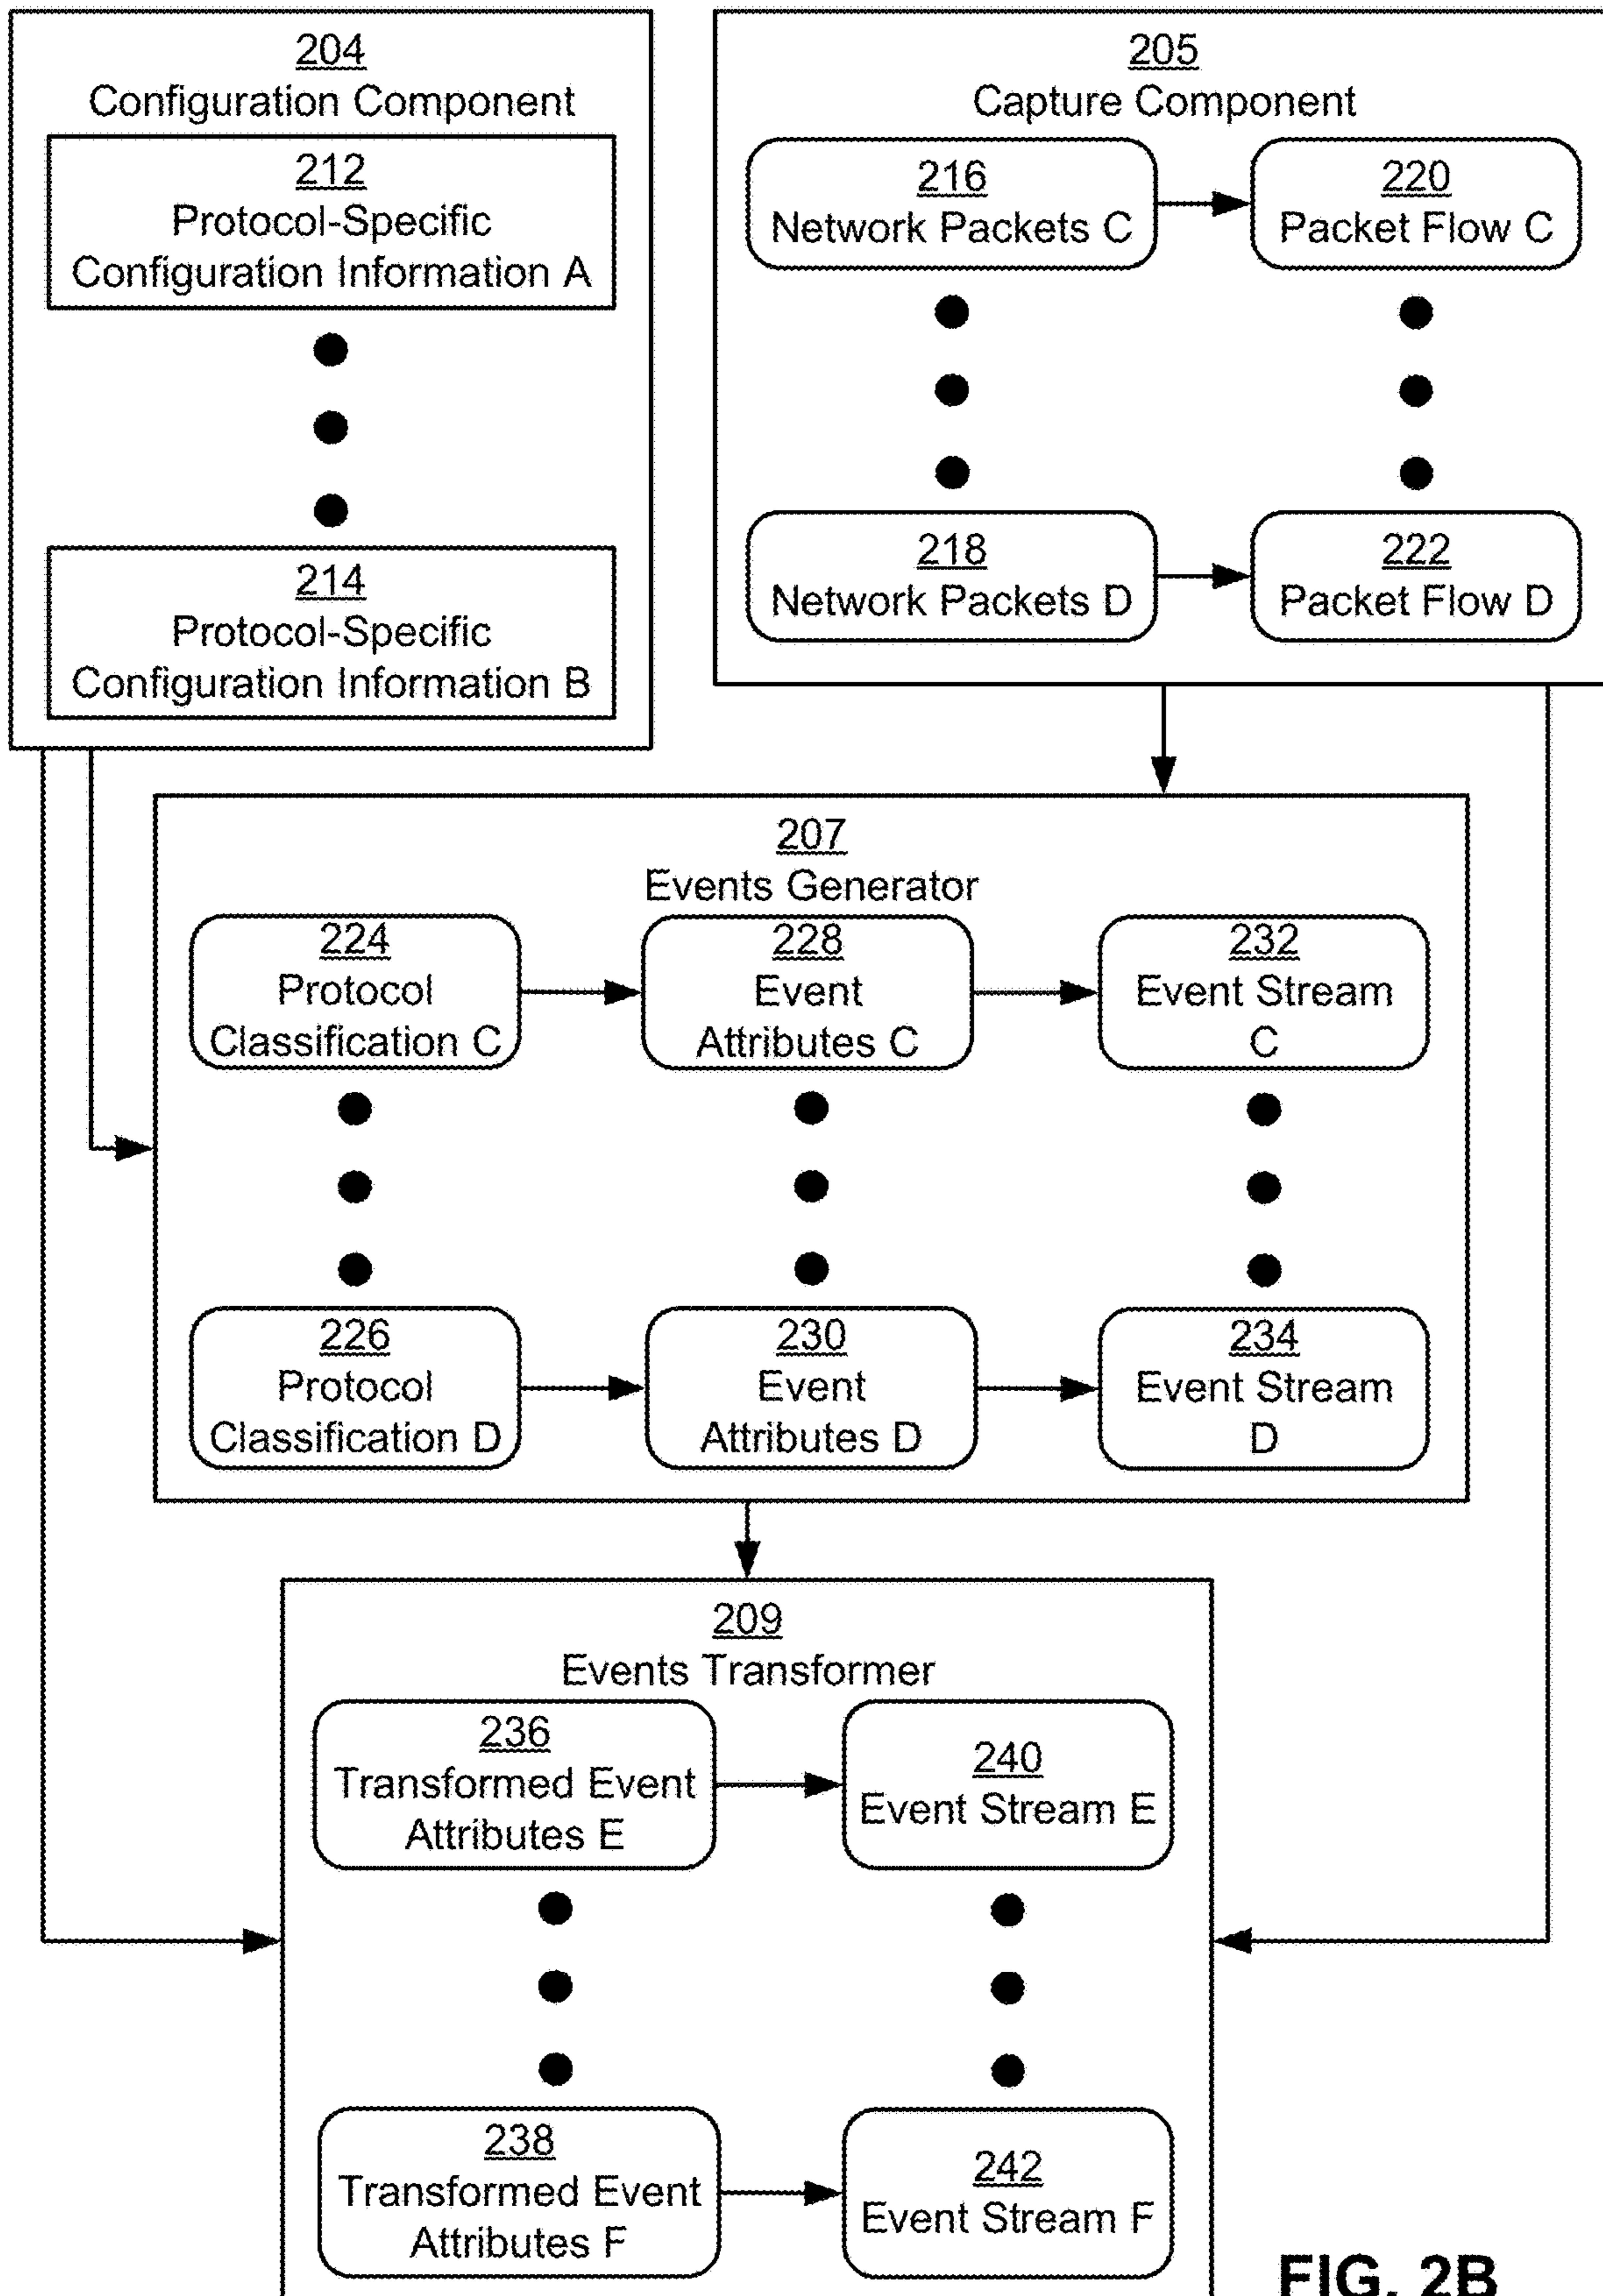 204
Configuration Component
212
Protocol-Specific
Configuration Information A
214
Protocol-Specific
Configuration Information B
205
Capture Component
216
Network Packets C
220
Packet Flow C
218
Network Packets D
222
Packet Flow D
207
Events Generator
224
Protocol
Classification C
228
Event
Attributes C
232
Event Stream
C
226
Protocol
Classification D
230
Event
Attributes D
234
Event Stream
D
209
Events Transformer
236
Transformed Event
Attributes E
240
Event Stream E
238
Transformed Event
Attributes F
242
Event Stream F
FIG. 2B